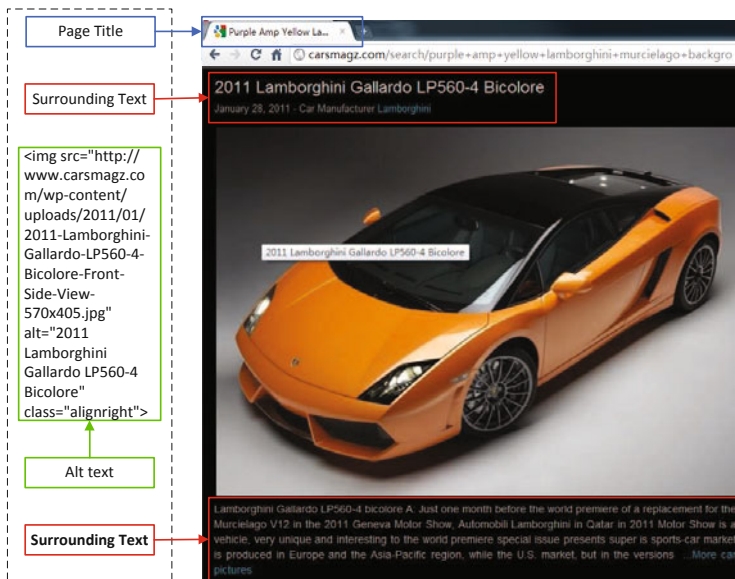 Page Title
Purple Amp Yellow La...
carsmagz.com/search/purple+amp+yellow+lamborghini+murcielago+backgro
Surrounding Text
2011 Lamborghini Gallardo LP560-4 Bicolore
January 28, 2011 - Car Manufacturer Lamborghini
<img src="http://
www.carsmagz.co
m/wp-content/
uploads/2011/01/
2011-Lamborghini-
Gallardo-LP560-4-
Bicolore-Front-
Side-View-
570x405.jpg"
alt="2011
Lamborghini
Gallardo LP560-4
Bicolore"
class="alignright">
2011 Lamborghini Gallardo LP560-4 Bicolore
Alt text
Surrounding Text
Lamborghini Gallardo LP560-4 bicolore A. Just one month before the world premiere of a replacement for the
Murcielago V12 in the 2011 Geneva Motor Show, Automobili Lamborghini in Qatar in 2011 Motor Show is a
vehicle, very unique and interesting to the world premiere special issue presents super is sports-car market
is produced in Europe and the Asia-Pacific region, while the U.S. market, but in the versions ...More car
pictures